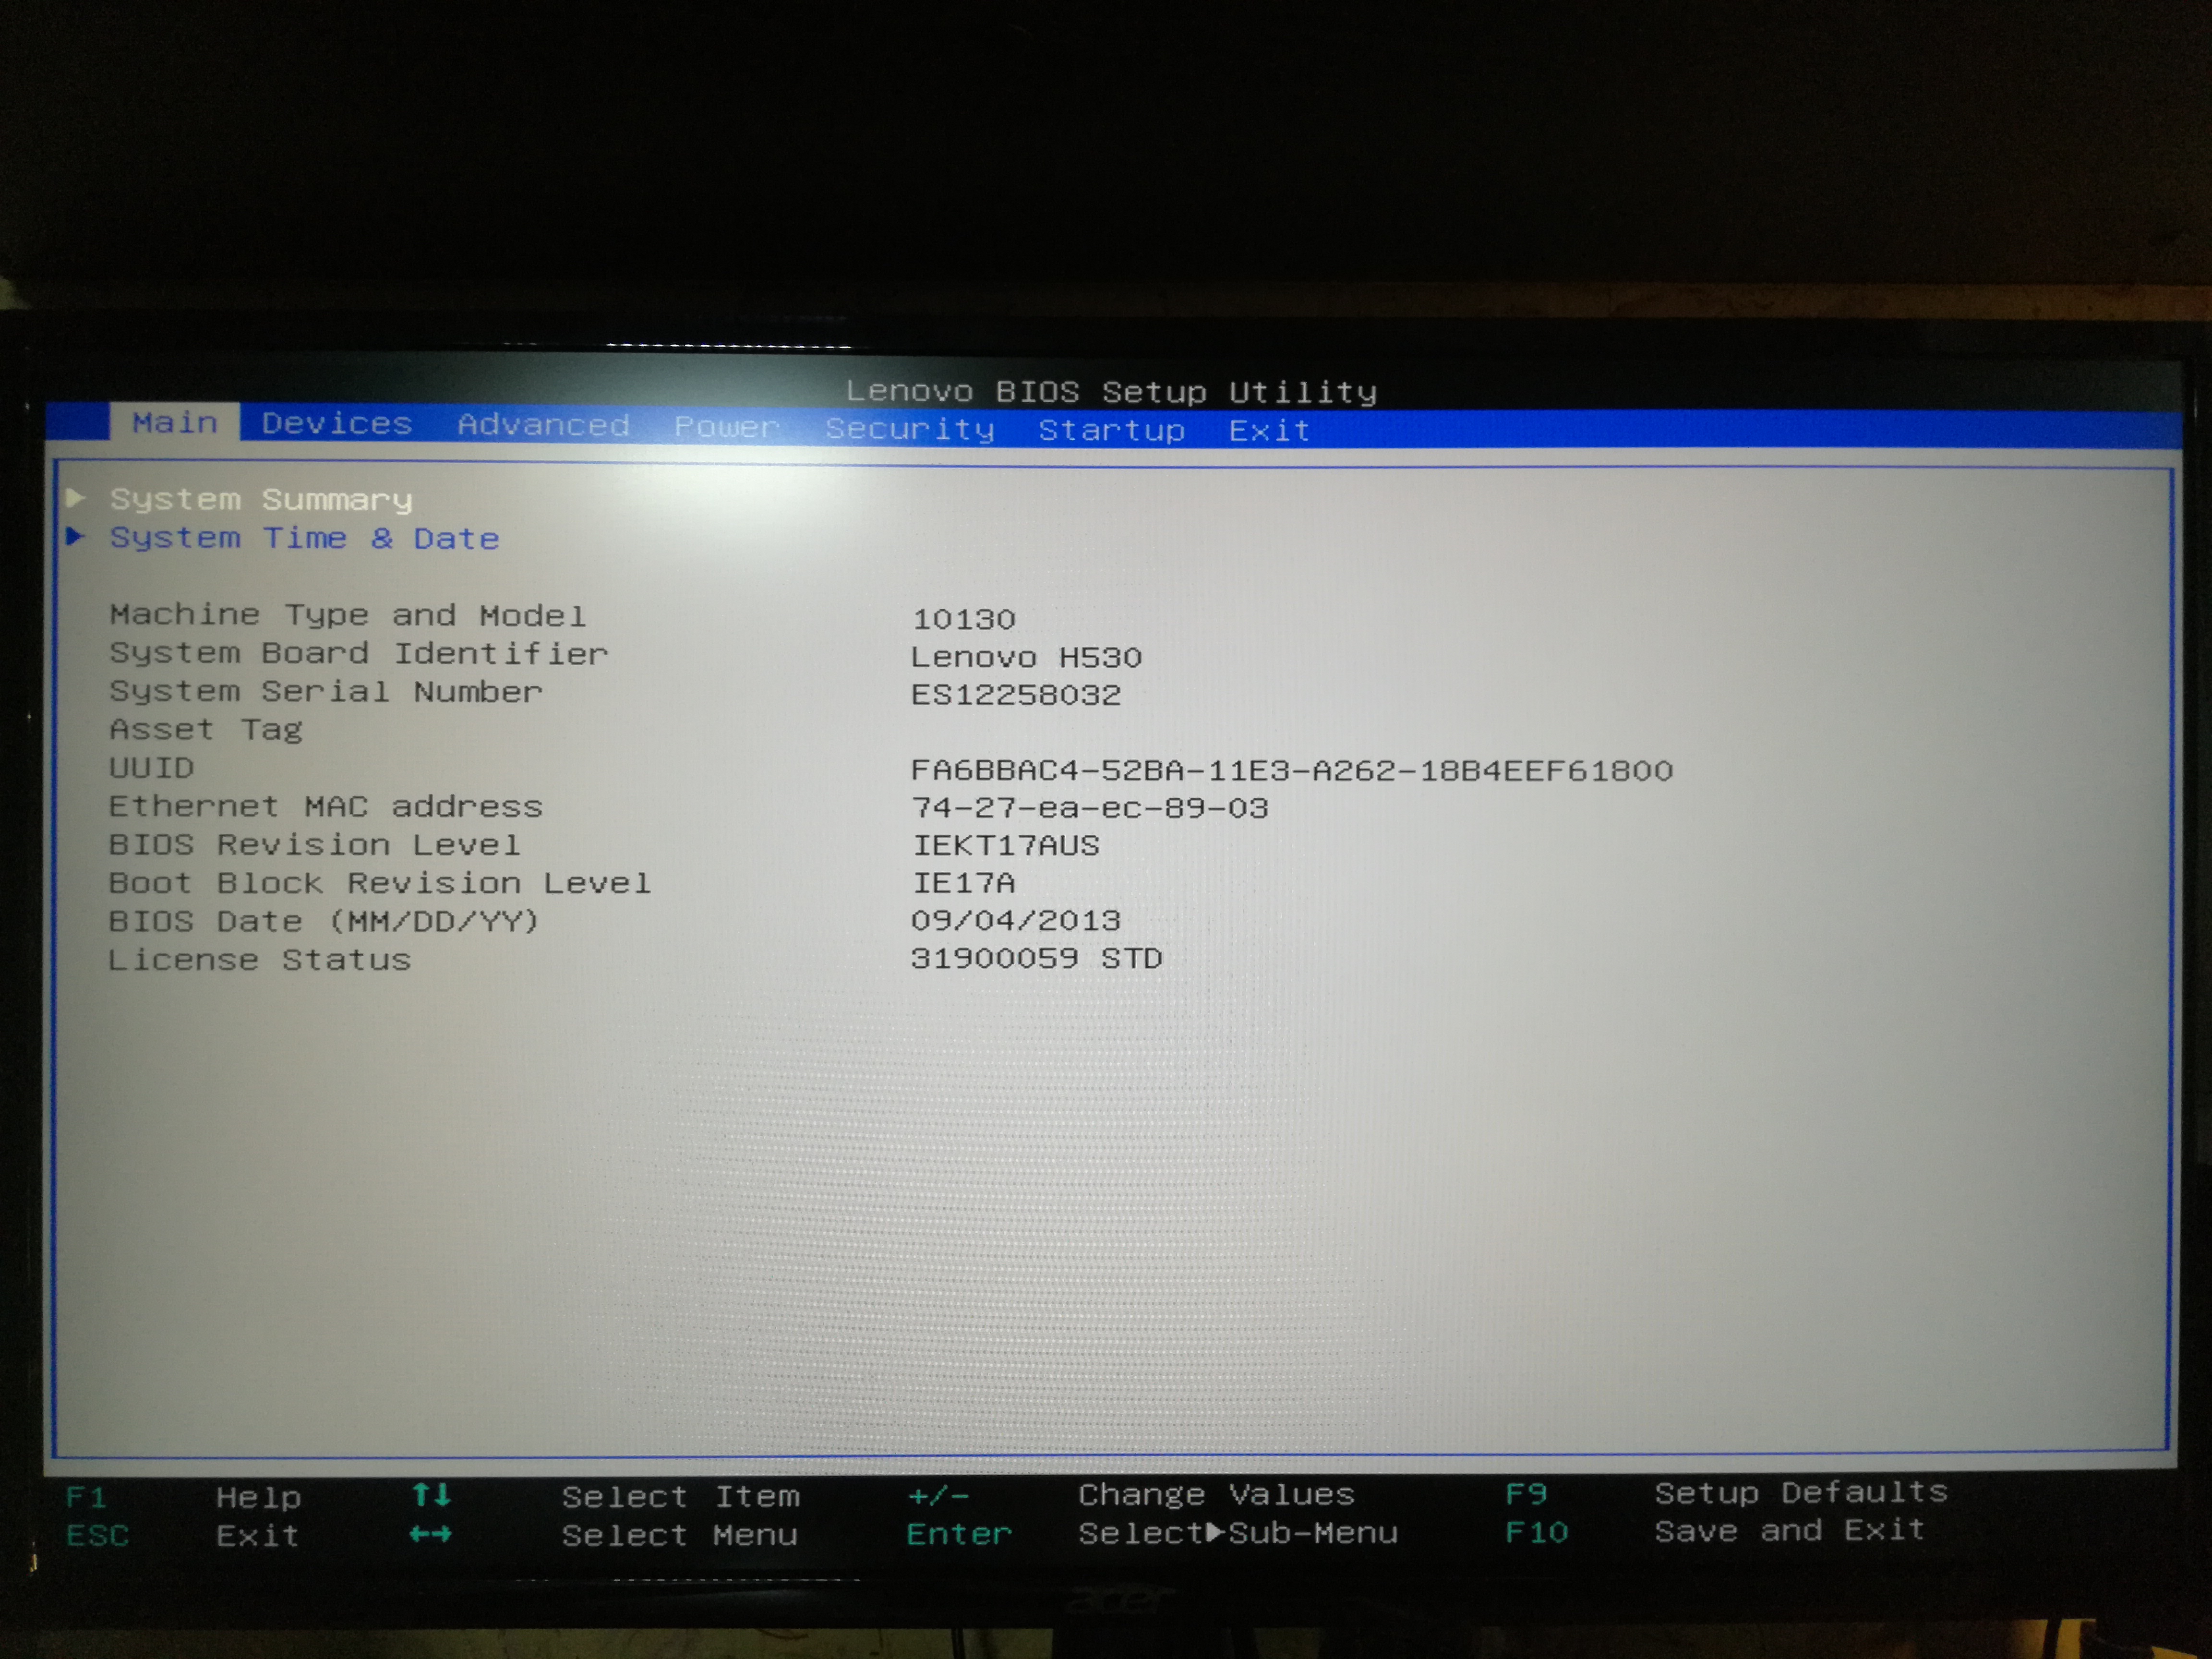 Lenovo BIOS Setup Utility
Main Devices Advanced Power Security Startup Exit
▶ System Summary
▶ System Time & Date
Machine Type and Model 10130
System Board Identifier Lenovo H530
System Serial Number ES12258032
Asset Tag
UUID FA6BBAC4-52BA-11E3-A262-18B4EEF61800
Ethernet MAC address 74-27-ea-ec-89-03
BIOS Revision Level IEKT17AUS
Boot Block Revision Level IE17A
BIOS Date (MM/DD/YY) 09/04/2013
License Status 31900059 STD
F1 Help ↑↓ Select Item +/- Change Values F9 Setup Defaults
ESC Exit ←→ Select Menu Enter Select▶Sub-Menu F10 Save and Exit
acer